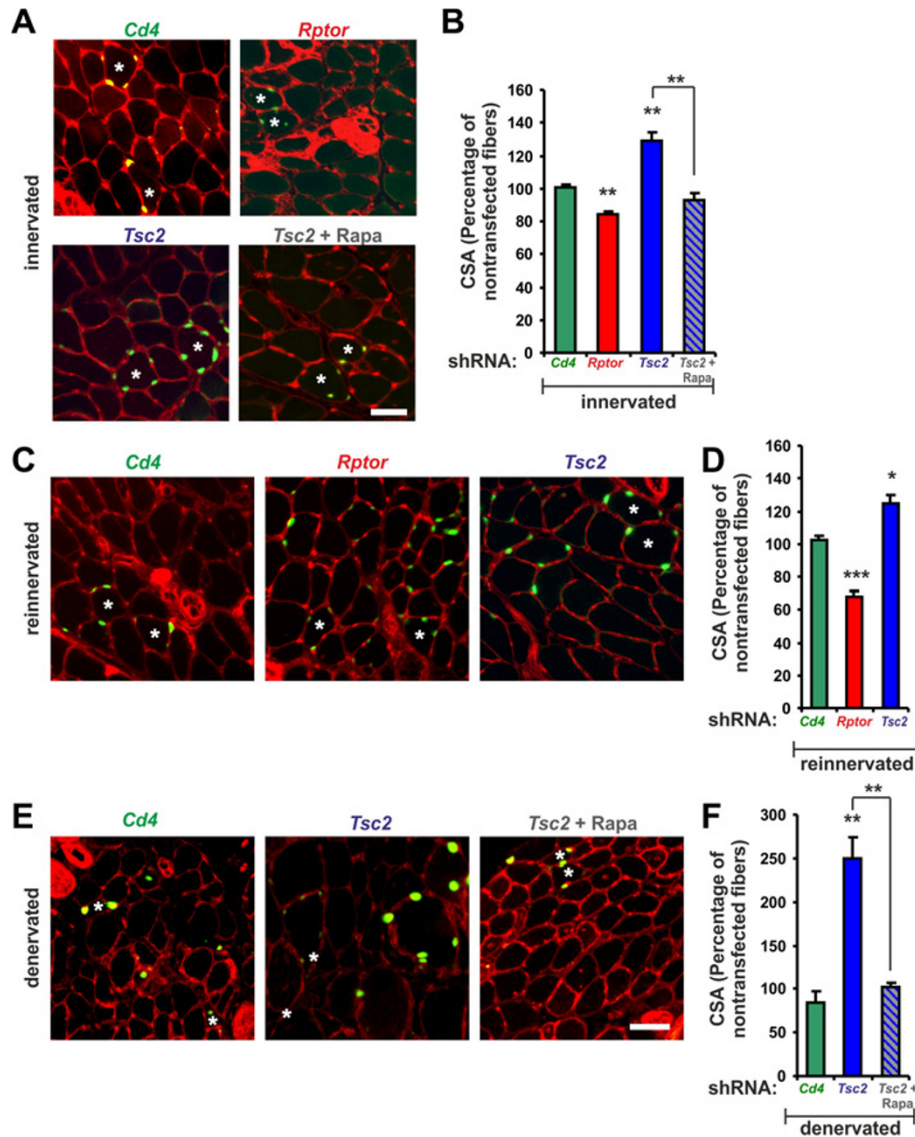 A
Cd4
Rptor
innervated
*
*
*
*
Tsc2
Tsc2 + Rapa
*
*
*
*
B
CSA (Percentage of
nontransfected fibers)
160
140
120
100
80
60
40
20
0
**
**
**
shRNA:
Cd4
Rptor
Tsc2
Tsc2 +
Rapa
innervated
C
Cd4
Rptor
Tsc2
reinnervated
*
*
*
*
*
*
D
CSA (Percentage of
nontransfected fibers)
160
140
120
100
80
60
40
20
0
***
*
shRNA:
Cd4
Rptor
Tsc2
reinnervated
E
Cd4
Tsc2
Tsc2 + Rapa
denervated
*
*
*
*
*
*
F
CSA (Percentage of
nontransfected fibers)
300
250
200
150
100
50
0
**
**
shRNA:
Cd4
Tsc2
Tsc2 +
Rapa
denervated